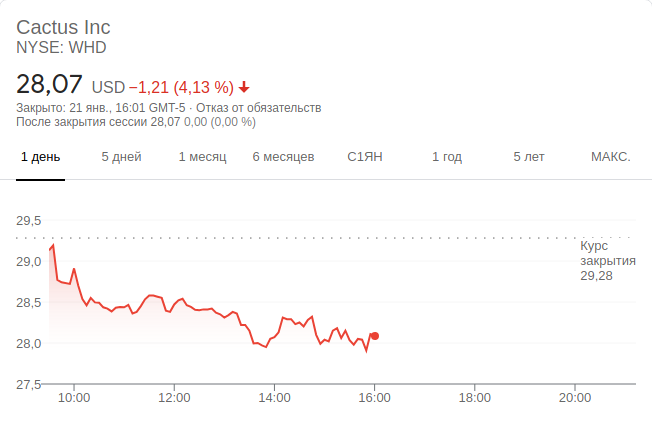 Cactus Inc
NYSE: WHD
28,07 USD −1,21 (4,13 %)
Закрыто: 21 янв., 16:01 GMT-5 · Отказ от обязательств
После закрытия сессии 28,07 0,00 (0,00 %)
1 день 5 дней 1 месяц 6 месяцев С1ЯН 1 год 5 лет МАКС.
29,5
Курс
закрытия
29,28
29,0
28,5
28,0
27,5
10:00 12:00 14:00 16:00 18:00 20:00